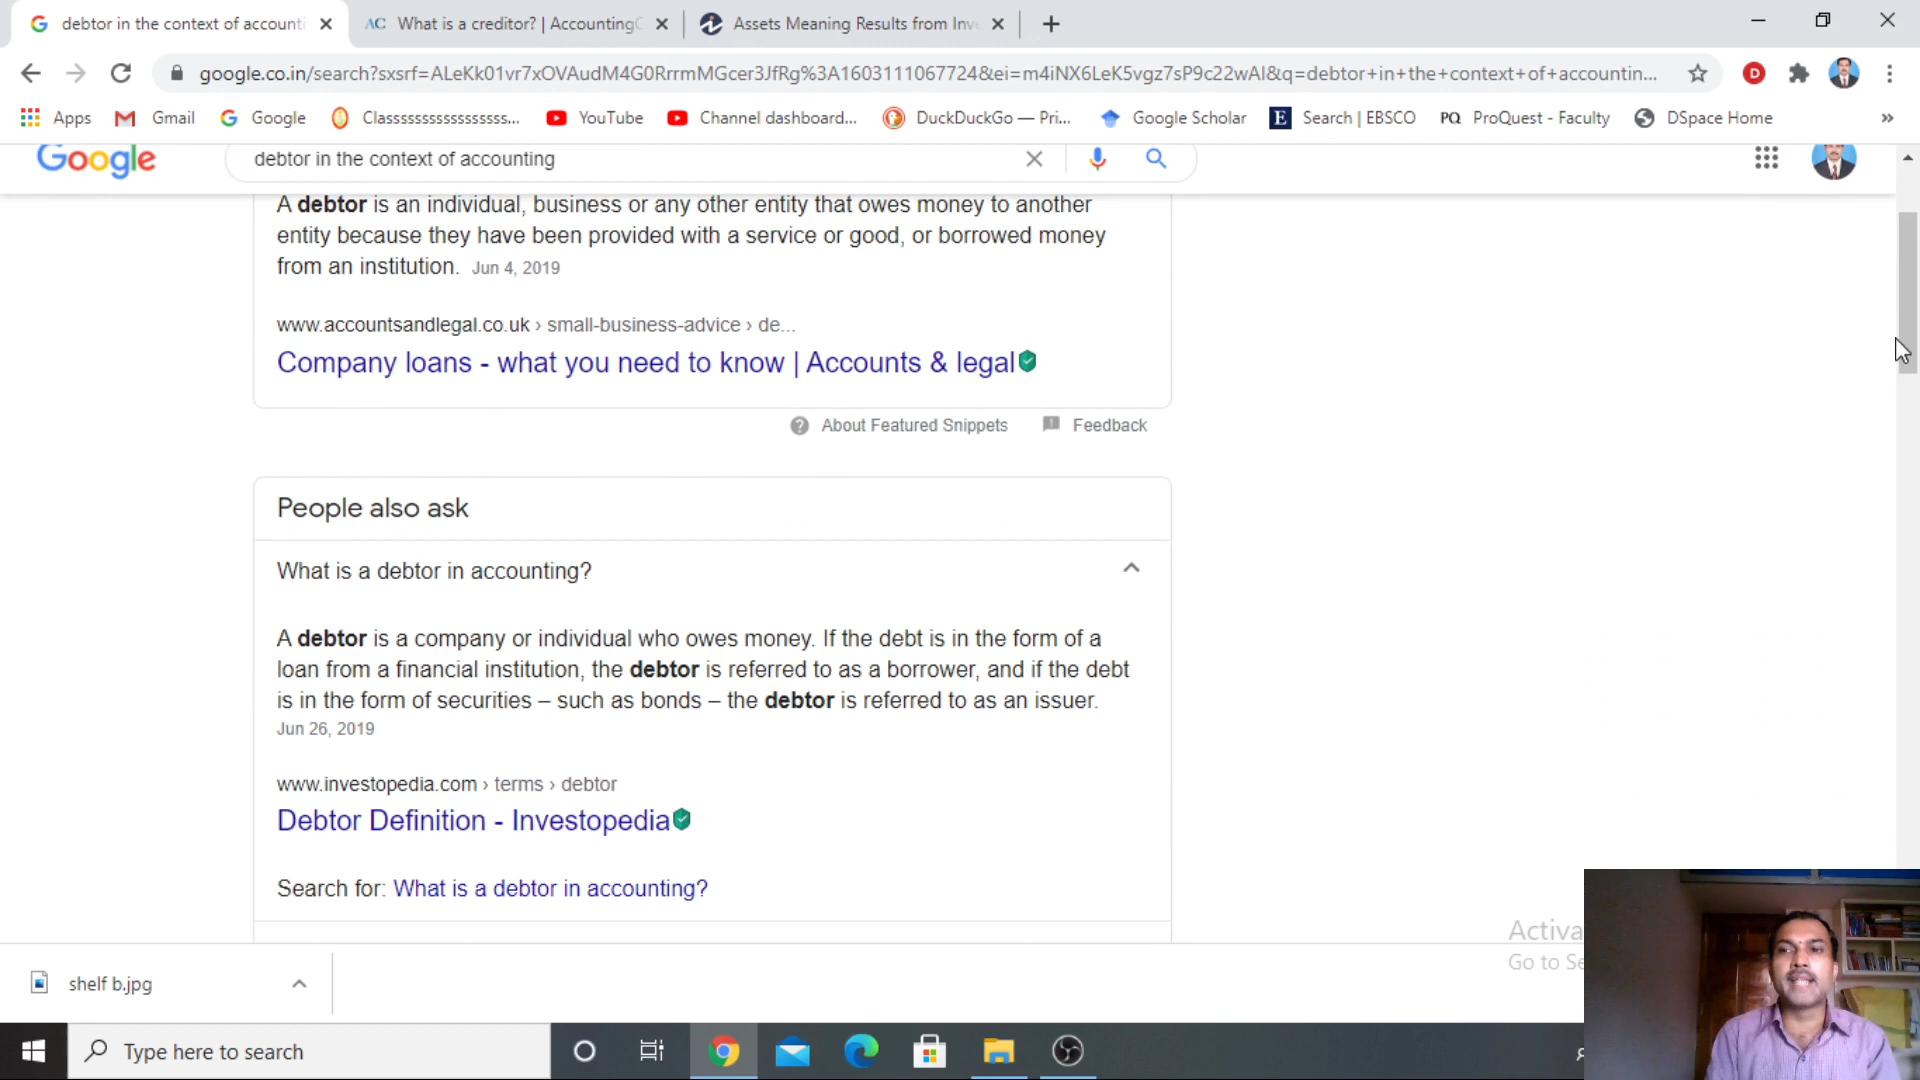 debtor in the context of accounti
AC What is a creditor? | Accounting
Assets Meaning Results from Inv
google.co.in/search?sxsrf=ALeKk01vr7xOVAudM4G0RrrmMGcer3JfRg%3A1603111067724&ei=m4iNX6LeK5vgz7sP9c22wAI&q=debtor+in+the+context+of+accountin...
D
Apps
Gmail
Google
Classsssssssssssssssss...
YouTube
Channel dashboard...
DuckDuckGo — Pri...
Google Scholar
E Search | EBSCO
PQ ProQuest - Faculty
DSpace Home
Google
debtor in the context of accounting
A debtor is an individual, business or any other entity that owes money to another
entity because they have been provided with a service or good, or borrowed money
from an institution. Jun 4, 2019
www.accountsandlegal.co.uk › small-business-advice › de...
Company loans - what you need to know | Accounts & legal
About Featured Snippets
Feedback
People also ask
What is a debtor in accounting?
A debtor is a company or individual who owes money. If the debt is in the form of a
loan from a financial institution, the debtor is referred to as a borrower, and if the debt
is in the form of securities – such as bonds – the debtor is referred to as an issuer.
Jun 26, 2019
www.investopedia.com › terms › debtor
Debtor Definition - Investopedia
Search for: What is a debtor in accounting?
Activa
Go to Se
shelf b.jpg
Type here to search